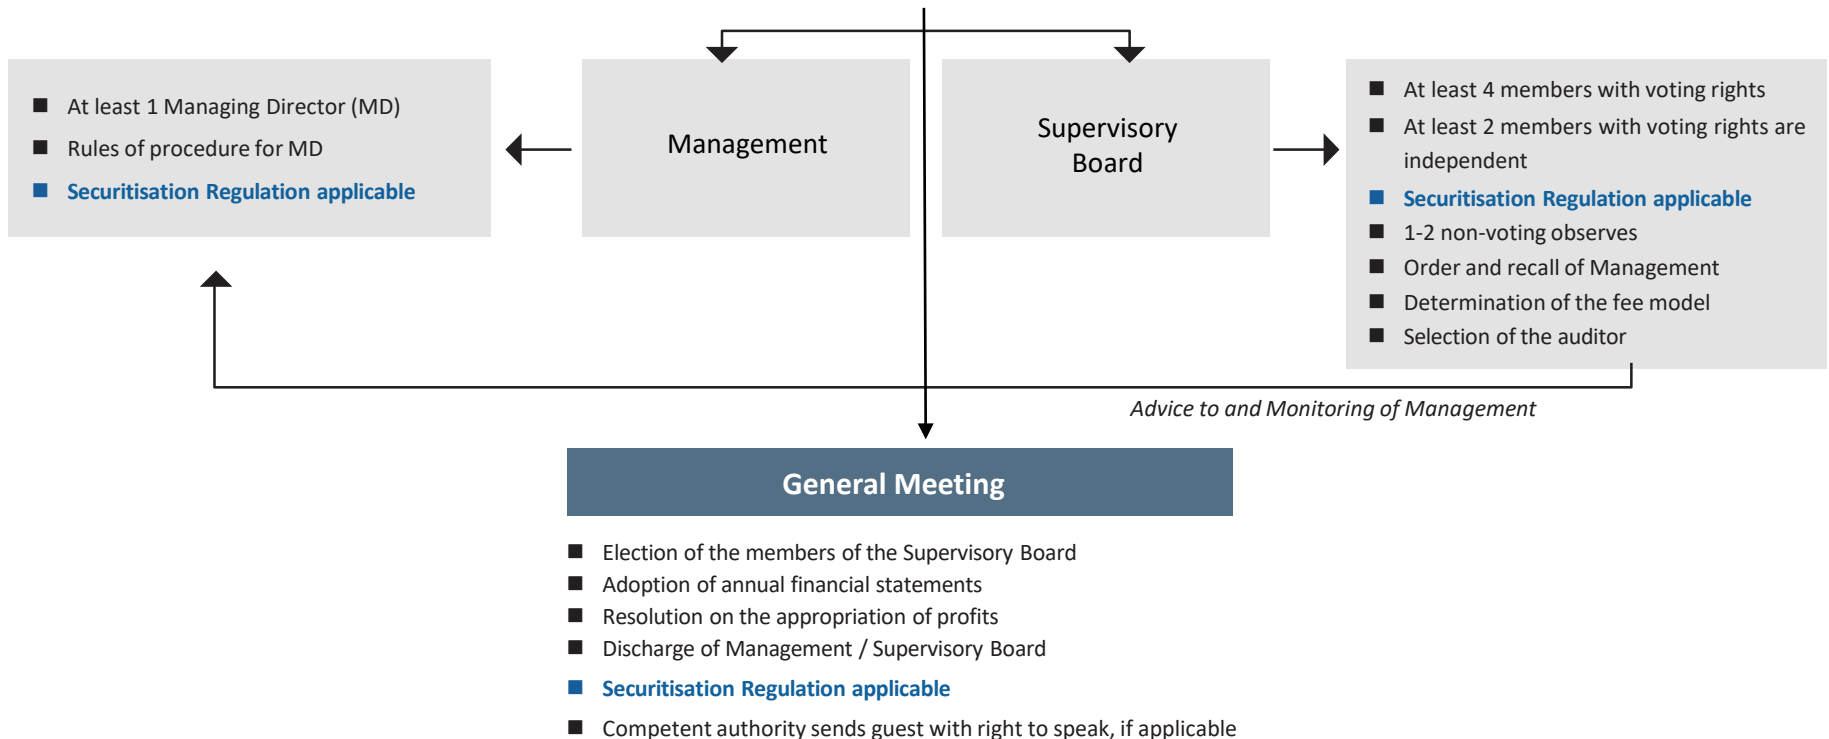 At least 1 Managing Director (MD)
Rules of procedure for MD
Securitisation Regulation applicable
Management
Supervisory
Board
At least 4 members with voting rights
At least 2 members with voting rights are
independent
Securitisation Regulation applicable
1-2 non-voting observes
Order and recall of Management
Determination of the fee model
Selection of the auditor
Advice to and Monitoring of Management
General Meeting
Election of the members of the Supervisory Board
Adoption of annual financial statements
Resolution on the appropriation of profits
Discharge of Management / Supervisory Board
Securitisation Regulation applicable
Competent authority sends guest with right to speak, if applicable